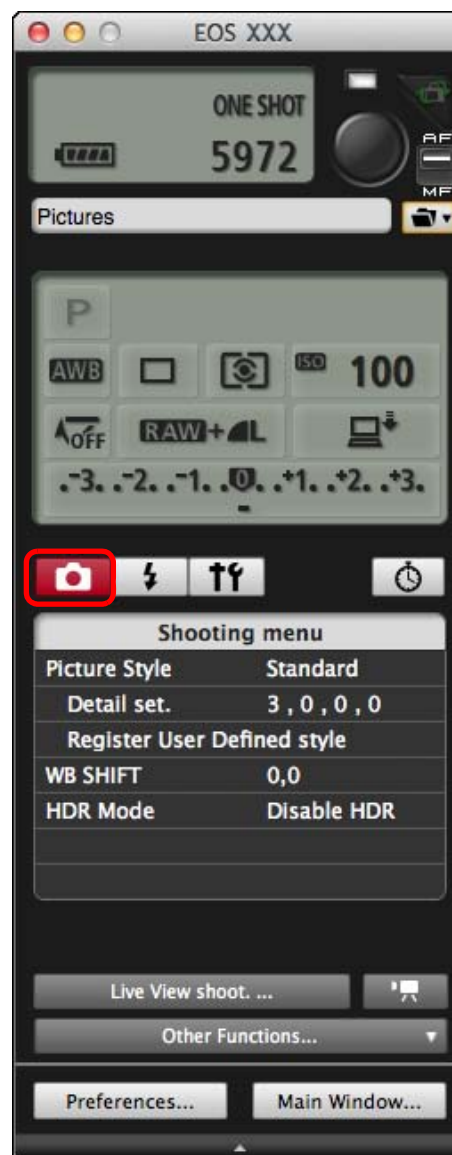 EOS XXX
ONE SHOT
5972
AF
MF
Pictures
P
AWB
ISO 100
OFF RAW+L
.-3. .-2. .-1. .0. .+1. .+2. .+3.
Shooting menu
Picture Style Standard
Detail set. 3 , 0 , 0 , 0
Register User Defined style
WB SHIFT 0,0
HDR Mode Disable HDR
Live View shoot. ...
Other Functions...
Preferences... Main Window...